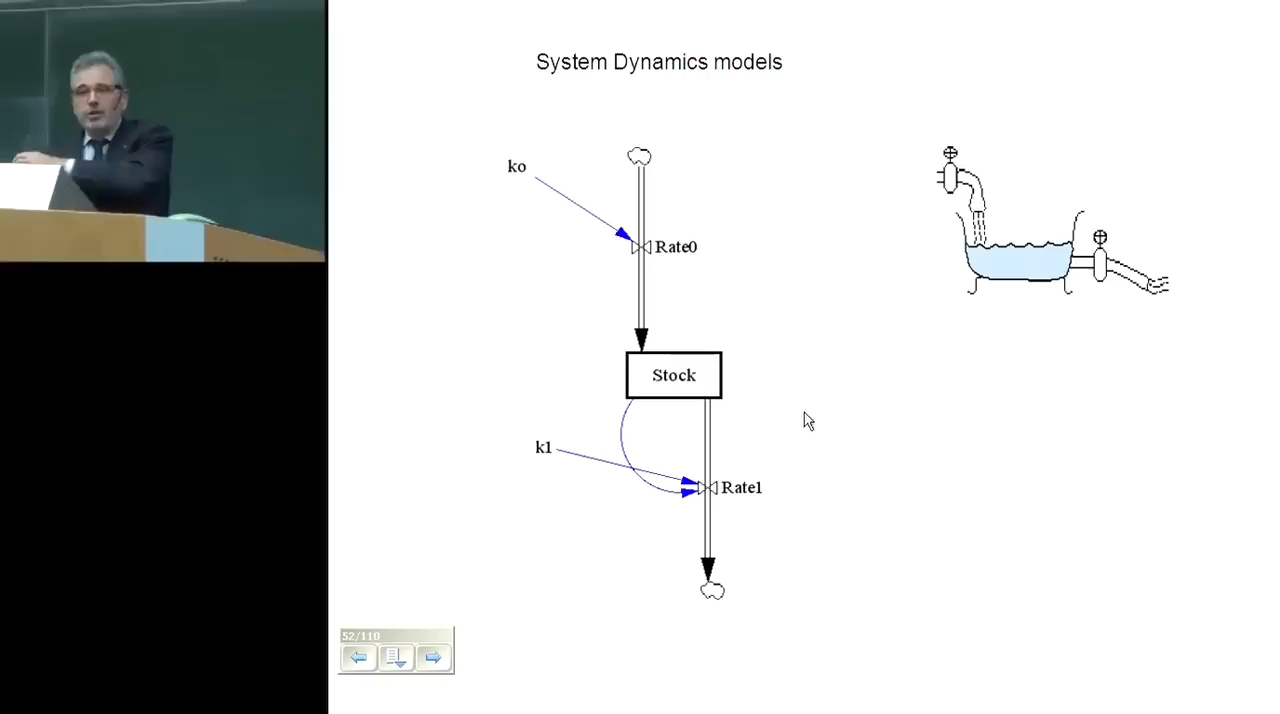 System Dynamics models
ko
Rate0
Stock
k1
Rate1
52/110